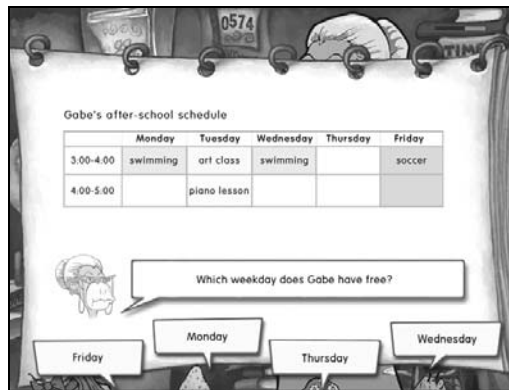 0574
TIME
Gabe's after-school schedule
Monday Tuesday Wednesday Thursday Friday
3:00-4:00 swimming art class swimming soccer
4:00-5:00 piano lesson
Which weekday does Gabe have free?
Friday
Monday
Thursday
Wednesday